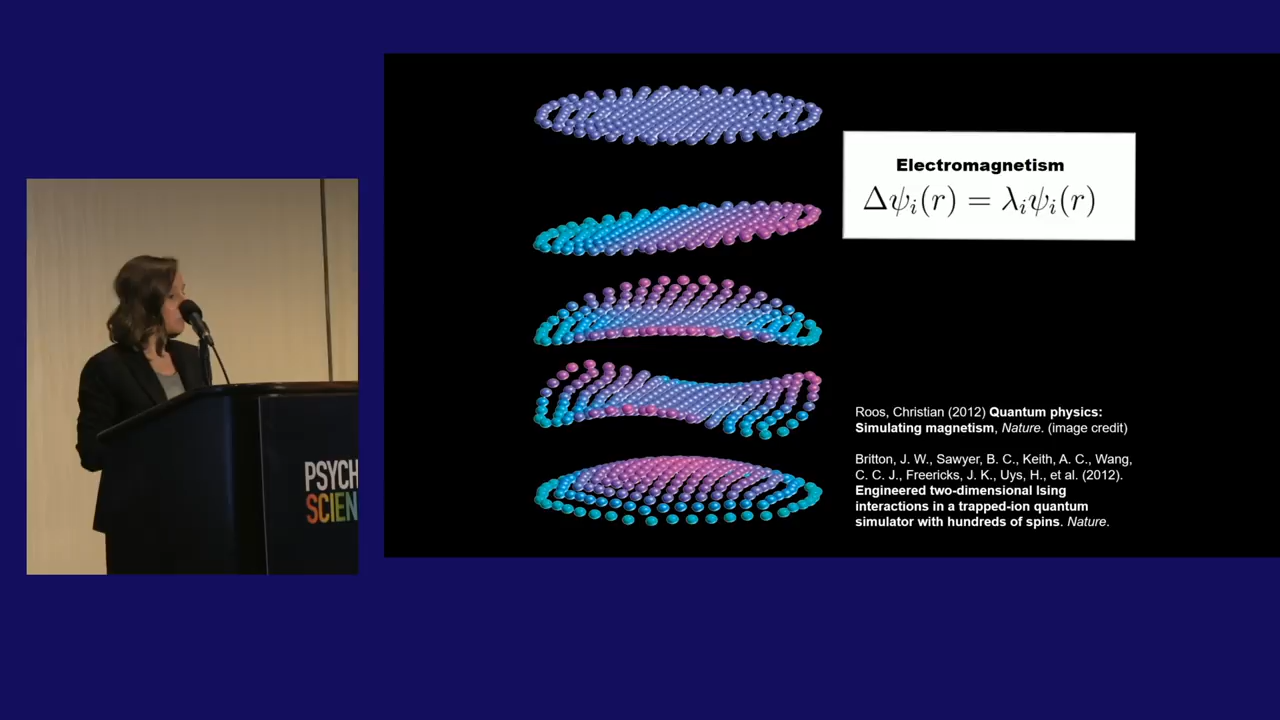 Electromagnetism
Δψᵢ(r) = λᵢψᵢ(r)
Roos, Christian (2012) Quantum physics:
Simulating magnetism, Nature. (image credit)
Britton, J. W., Sawyer, B. C., Keith, A. C., Wang,
C. C. J., Freericks, J. K., Uys, H., et al. (2012).
Engineered two-dimensional Ising
interactions in a trapped-ion quantum
simulator with hundreds of spins. Nature.
PSYCH
SCIEN